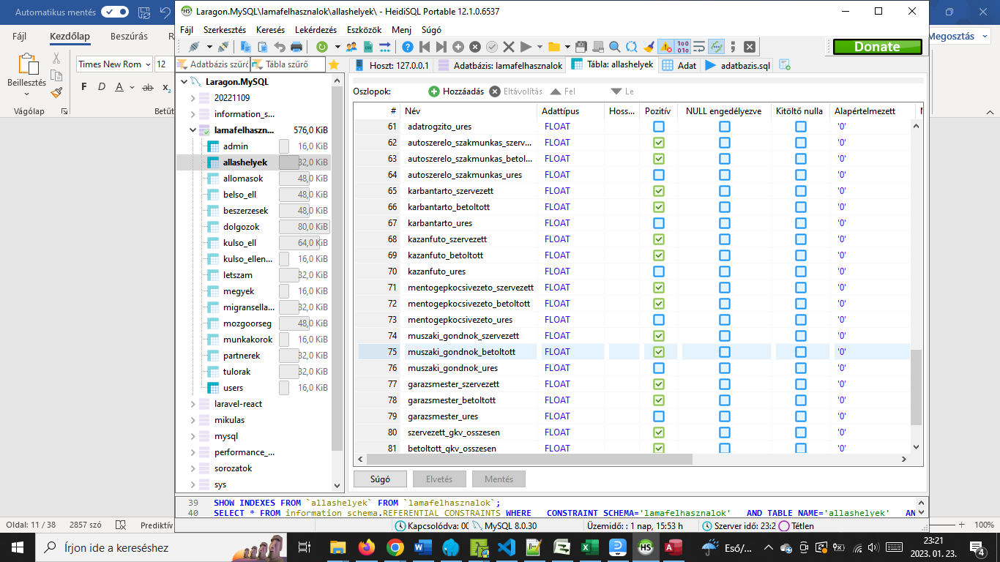 Automatikus mentés
Laragon.MySQL\lamafelhasznalok\allashelyek\ - HeidiSQL Portable 12.1.0.6537
Fájl Kezdőlap Beszúrás R
Fájl Szerkesztés Keresés Lekérdezés Eszközök Menj Súgó
Megosztás
Donate
Times New Rom 12
Beillesztés
F D A ab x
Vágólap
Betűt
Adatbázis szűrő Tábla szűrő
Hoszt: 127.0.0.1 Adatbázis: lamafelhasznalok Tábla: allashelyek Adat adatbazis.sql
Laragon.MySQL
20221109
information_s...
lamafelhaszn... 576,0 KiB
admin 16,0 KiB
allashelyek 32,0 KiB
allomasok 48,0 KiB
belso_ell 48,0 KiB
beszerzesek 48,0 KiB
dolgozok 80,0 KiB
kulso_ell 64,0 KiB
kulso_ellen... 16,0 KiB
letszam 32,0 KiB
megyek 16,0 KiB
migransella... 32,0 KiB
mozgoorseg 48,0 KiB
munkakorok 16,0 KiB
partnerek 32,0 KiB
tulorak 32,0 KiB
users 16,0 KiB
laravel-react
mikulas
mysql
performance_...
sorozatok
sys
Oszlopok: Hozzáadás Eltávolítás Fel Le
# Név Adattípus Hoss... Pozitív NULL engedélyezve Kitöltő nulla Alapértelmezett
61 adatrogzito_ures FLOAT '0'
62 autoszerelo_szakmunkas_szerv... FLOAT '0'
63 autoszerelo_szakmunkas_betol... FLOAT '0'
64 autoszerelo_szakmunkas_ures FLOAT '0'
65 karbantarto_szervezett FLOAT '0'
66 karbantarto_betoltott FLOAT '0'
67 karbantarto_ures FLOAT '0'
68 kazanfuto_szervezett FLOAT '0'
69 kazanfuto_betoltott FLOAT '0'
70 kazanfuto_ures FLOAT '0'
71 mentogepkocsivezeto_szervezett FLOAT '0'
72 mentogepkocsivezeto_betoltott FLOAT '0'
73 mentogepkocsivezeto_ures FLOAT '0'
74 muszaki_gondnok_szervezett FLOAT '0'
75 muszaki_gondnok_betoltott FLOAT '0'
76 muszaki_gondnok_ures FLOAT '0'
77 garazsmester_szervezett FLOAT '0'
78 garazsmester_betoltott FLOAT '0'
79 garazsmester_ures FLOAT '0'
80 szervezett_gkv_osszesen FLOAT '0'
81 betoltott_gkv_osszesen FLOAT '0'
Súgó Elvetés Mentés
39 SHOW INDEXES FROM `allashelyek` FROM `lamafelhasznalok`;
40 SELECT * FROM information_schema.REFERENTIAL_CONSTRAINTS WHERE CONSTRAINT_SCHEMA='lamafelhasznalok' AND TABLE_NAME='allashelyek' AN
Oldal: 11 / 38 2857 szó Prediktív
Kapcsolódva: 00 MySQL 8.0.30 Üzemidő: : 1 nap, 15:53 h Szerver idő: 23:2 Tétlen
100%
Írjon ide a kereséshez
Eső/...
23:21
2023. 01. 23.
4